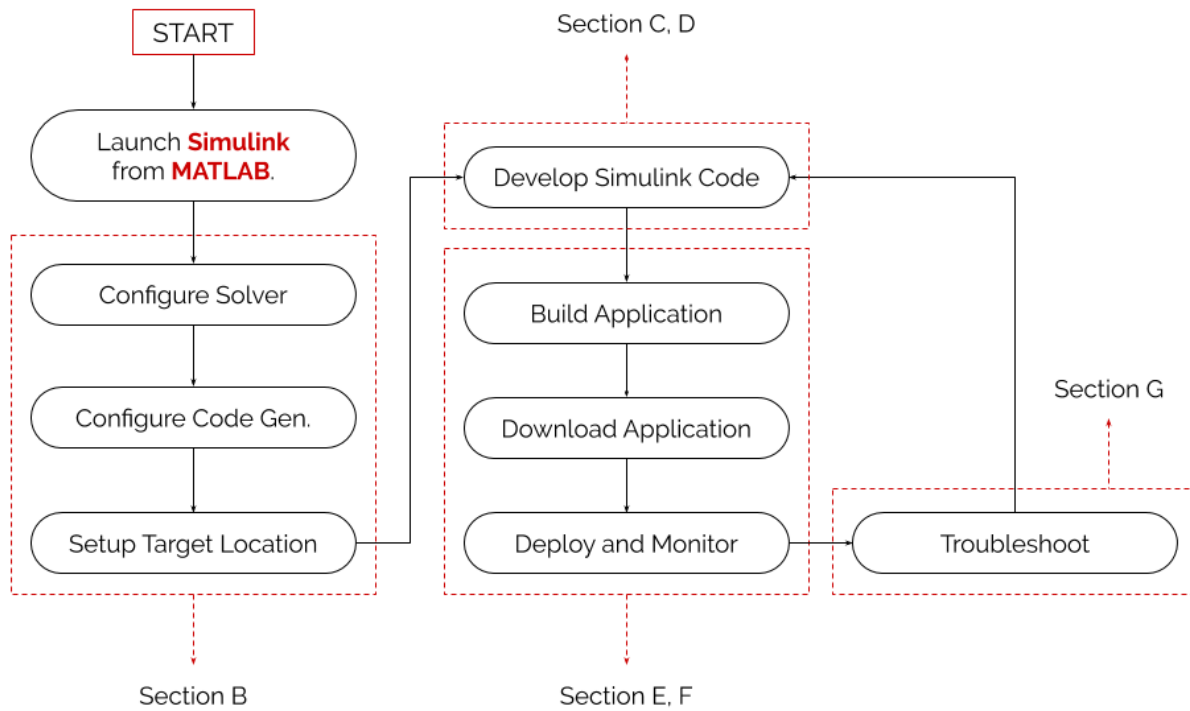 START
Launch Simulink
from MATLAB.
Configure Solver
Configure Code Gen.
Setup Target Location
Section B
Section C, D
Develop Simulink Code
Build Application
Download Application
Deploy and Monitor
Section E, F
Section G
Troubleshoot